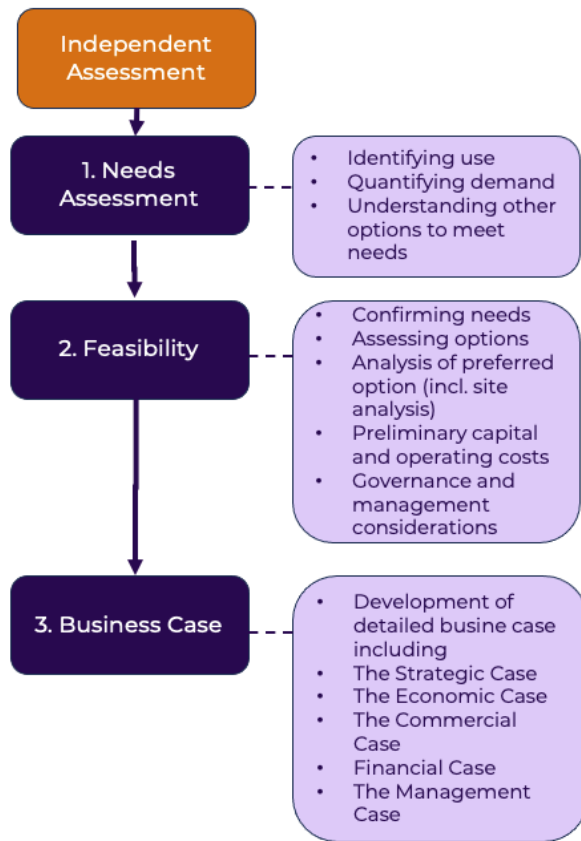 Independent
Assessment
1. Needs
Assessment
• Identifying use
• Quantifying demand
• Understanding other
options to meet
needs
2. Feasibility
• Confirming needs
• Assessing options
• Analysis of preferred
option (incl. site
analysis)
• Preliminary capital
and operating costs
• Governance and
management
considerations
3. Business Case
• Development of
detailed busine case
including
• The Strategic Case
• The Economic Case
• The Commercial
Case
• Financial Case
• The Management
Case